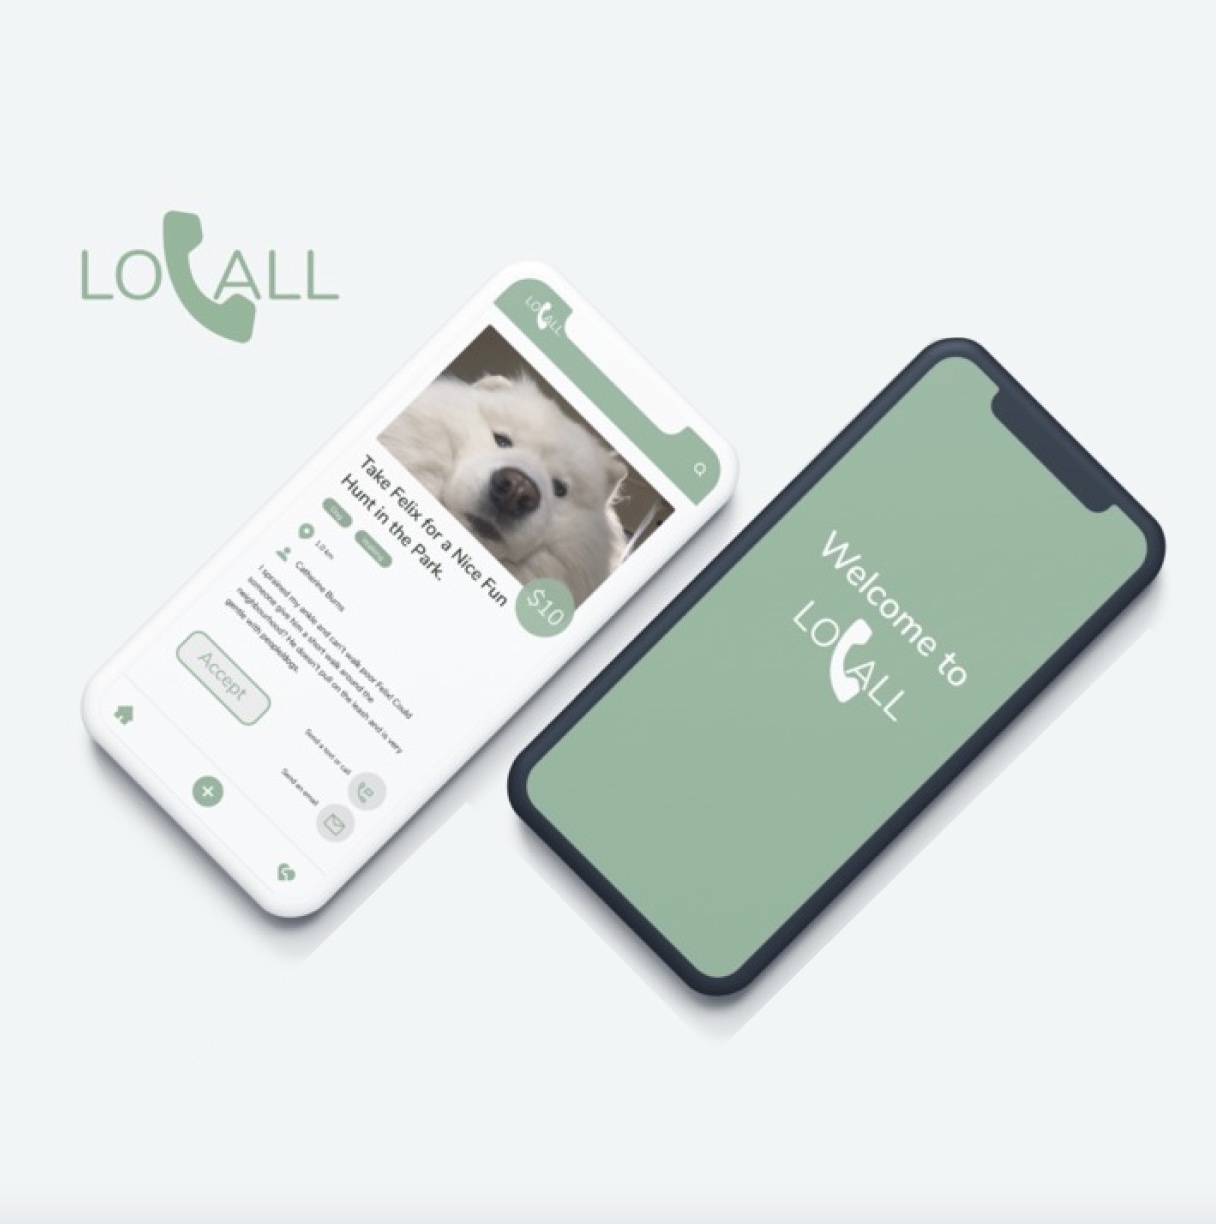 LOCALL
LOCALL
Take Felix for a Nice Fun
Hunt in the Park.
$10
Dog
Walking
1.0 km
Catherine Burns
I sprained my ankle and can't walk poor Felix! Could
someone give him a short walk around the
neighbourhood? He doesn't pull on the leash and is very
gentle with people/dogs.
Accept
Send a text or call
Send an email
Welcome to
LOCALL